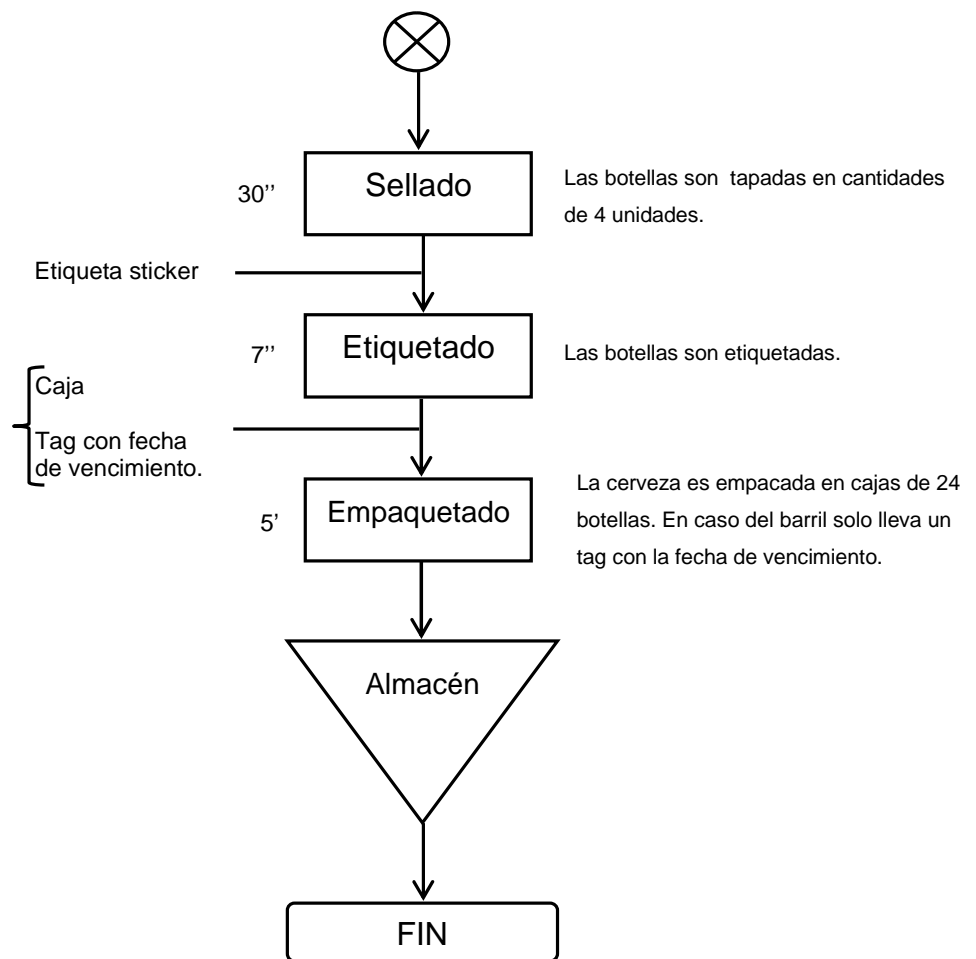 Sellado
30’’
Las botellas son tapadas en cantidades
de 4 unidades.
Etiqueta sticker
Etiquetado
7’’
Las botellas son etiquetadas.
Caja
Tag con fecha
de vencimiento.
Empaquetado
5’
La cerveza es empacada en cajas de 24
botellas. En caso del barril solo lleva un
tag con la fecha de vencimiento.
Almacén
FIN